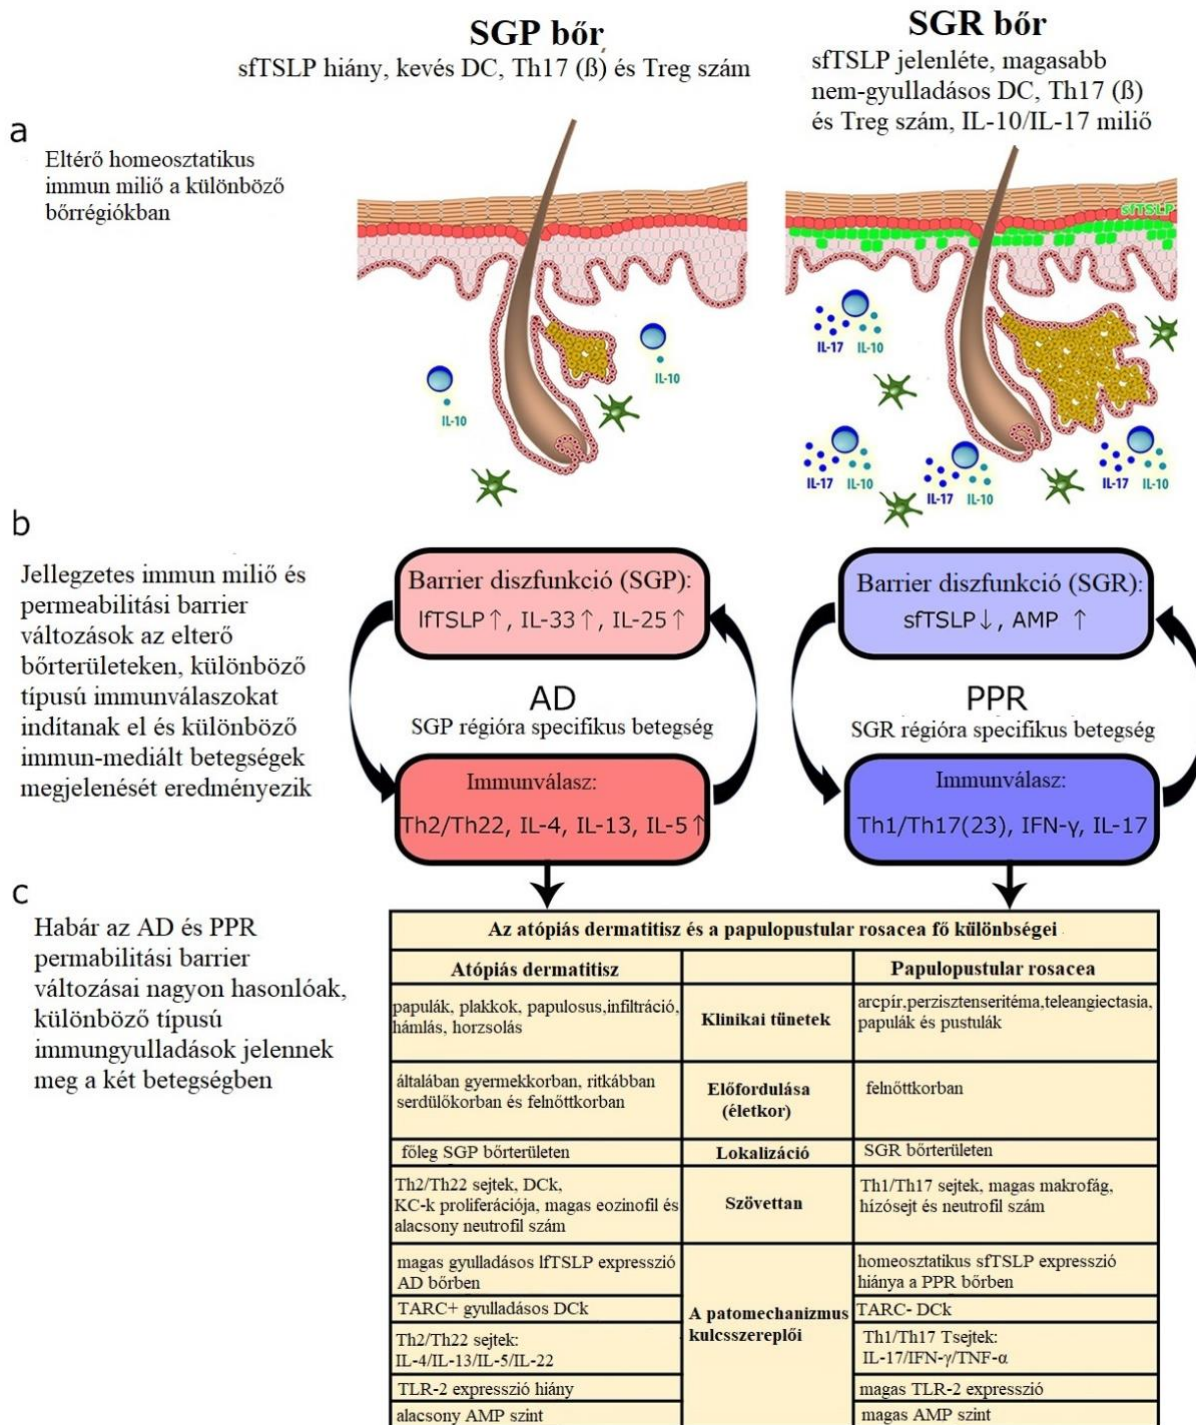 SGP bőr
sfTSLP hiány, kevés DC, Th17 (ß) és Treg szám
SGR bőr
sfTSLP jelenléte, magasabb
nem-gyulladásos DC, Th17 (ß)
és Treg szám, IL-10/IL-17 miliő
a
Eltérő homeosztatikus
immun miliő a különböző
bőrrégiókban
sfTSLP
IL-10
IL-10
IL-17 IL-10
IL-17 IL-10
IL-17 IL-10
IL-17 IL-10
b
Jellegzetes immun miliő és
permeabilitási barrier
változások az elterő
bőrterületeken, különböző
típusú immunválaszokat
indítanak el és különböző
immun-mediált betegségek
megjelenését eredményezik
Barrier diszfunkció (SGP):
lfTSLP↑, IL-33↑, IL-25↑
AD
SGP régióra specifikus betegség
Immunválasz:
Th2/Th22, IL-4, IL-13, IL-5↑
Barrier diszfunkció (SGR):
sfTSLP↓, AMP ↑
PPR
SGR régióra specifikus betegség
Immunválasz:
Th1/Th17(23), IFN-γ, IL-17
c
Habár az AD és PPR
permabilitási barrier
változásai nagyon hasonlóak,
különböző típusú
immungyulladások jelennek
meg a két betegségben
Az atópiás dermatitisz és a papulopustular rosacea fő különbségei
Atópiás dermatitisz
Papulopustular rosacea
papulák, plakkok, papulosus,infiltráció,
hámlás, horzsolás
Klinikai tünetek
arcpír,perzisztenseritéma,teleangiectasia,
papulák és pustulák
általában gyermekkorban, ritkábban
serdülőkorban és felnőttkorban
Előfordulása
(életkor)
felnőttkorban
főleg SGP bőrterületen
Lokalizáció
SGR bőrterületen
Th2/Th22 sejtek, DCk,
KC-k proliferációja, magas eozinofil és
alacsony neutrofil szám
Szövettan
Th1/Th17 sejtek, magas makrofág,
hízósejt és neutrofil szám
magas gyulladásos lfTSLP expresszió
AD bőrben
A patomechanizmus
kulcsszereplői
homeosztatikus sfTSLP expresszió
hiánya a PPR bőrben
TARC+ gyulladásos DCk
TARC- DCk
Th2/Th22 sejtek:
IL-4/IL-13/IL-5/IL-22
Th1/Th17 Tsejtek:
IL-17/IFN-γ/TNF-α
TLR-2 expresszió hiány
magas TLR-2 expresszió
alacsony AMP szint
magas AMP szint